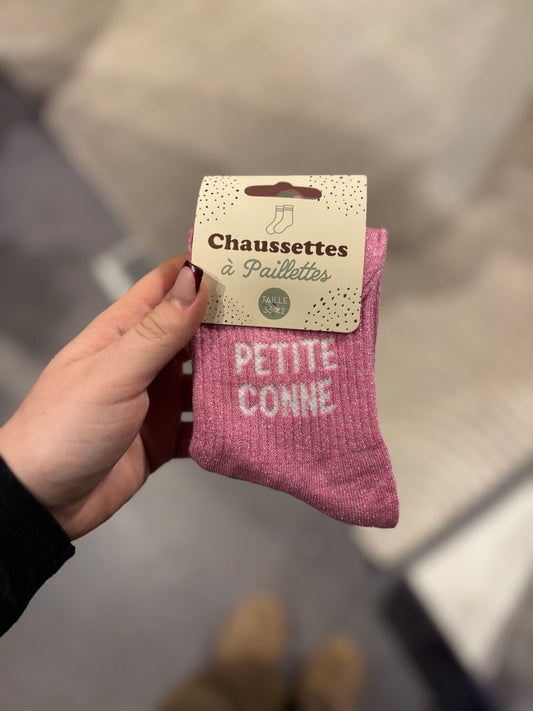 Chaussettes
à Paillettes
TAILLE
PETITE
CONNE